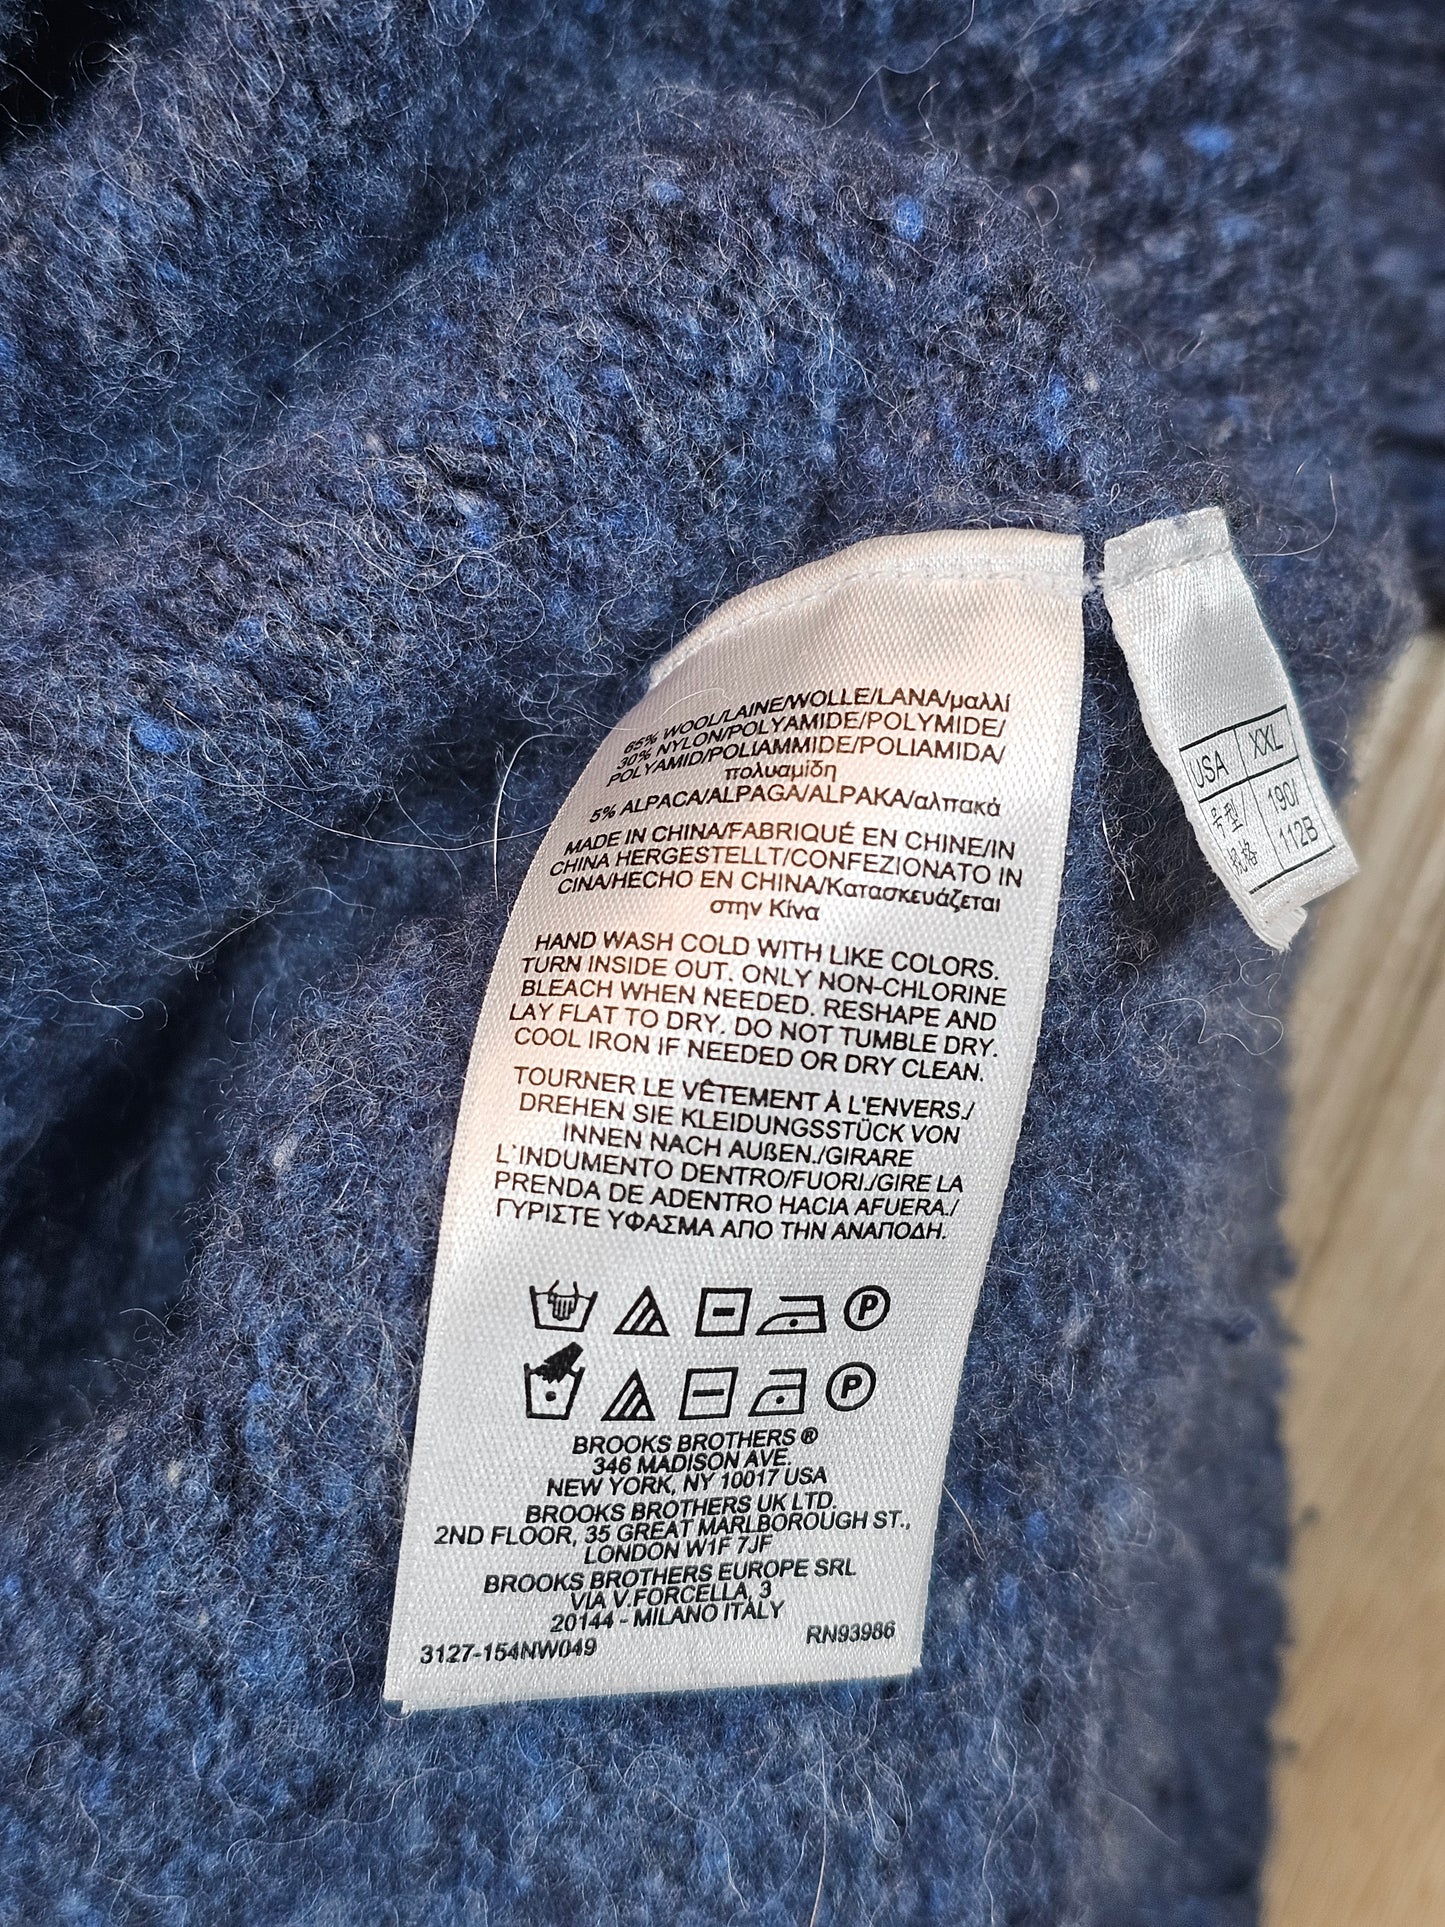 65% WOOL/LAINE/WOLLE/LANA/μαλλί
30% NYLON/POLYAMIDE/POLYMIDE/
POLYAMID/POLIAMMIDE/POLIAMIDA/
πολυαμίδη
5% ALPACA/ALPAGA/ALPAKA/αλπακά
MADE IN CHINA/FABRIQUÉ EN CHINE/IN
CHINA HERGESTELLT/CONFEZIONATO IN
CINA/HECHO EN CHINA/Κατασκευάζεται
στην Κίνα
HAND WASH COLD WITH LIKE COLORS.
TURN INSIDE OUT. ONLY NON-CHLORINE
BLEACH WHEN NEEDED. RESHAPE AND
LAY FLAT TO DRY. DO NOT TUMBLE DRY.
COOL IRON IF NEEDED OR DRY CLEAN.
TOURNER LE VÊTEMENT À L'ENVERS./
DREHEN SIE KLEIDUNGSSTÜCK VON
INNEN NACH AUßEN./GIRARE
L`INDUMENTO DENTRO/FUORI./GIRE LA
PRENDA DE ADENTRO HACIA AFUERA./
ΓΥΡΙΣΤΕ ΥΦΑΣΜΑ ΑΠΟ ΤΗΝ ΑΝΑΠΟΔΗ.
P
P
BROOKS BROTHERS ®
346 MADISON AVE.
NEW YORK, NY 10017 USA
BROOKS BROTHERS UK LTD.
2ND FLOOR, 35 GREAT MARLBOROUGH ST.,
LONDON W1F 7JF
BROOKS BROTHERS EUROPE SRL
VIA V.FORCELLA, 3
20144 - MILANO ITALY
3127-154NW049 RN93986
USA XXL
号型/ 190/
规格 112B